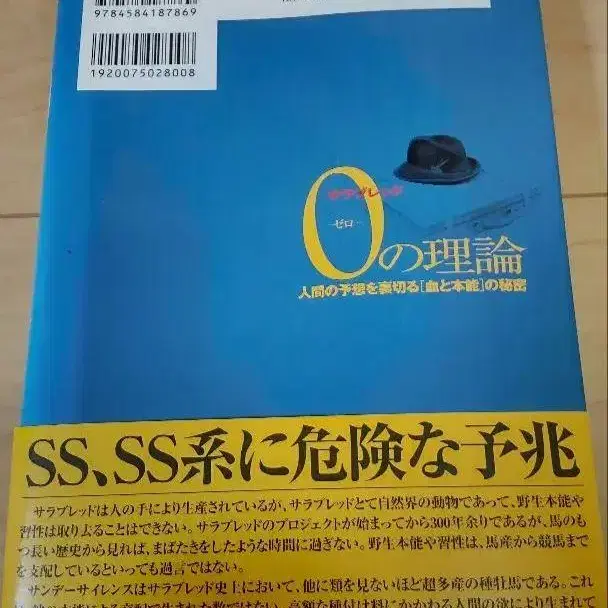 9784584187869
1920075028008
サラブレッド
0の理論
ーゼロー
人間の予想を裏切る[血と本能]の秘密
SS、SS系に危険な予兆
サラブレッドは人の手により生産されているが、サラブレッドとて自然界の動物であって、野生本能や
習性は取り去ることはできない。サラブレッドのプロジェクトが始まってから300年余りであるが、馬のも
つ長い歴史から見れば、まばたきをしたような時間に過ぎない。野生本能や習性は、馬産から競馬まで
を支配しているといっても過言ではない。
サンデーサイレンスはサラブレッド史上において、他に類を見ないほど超多産の種牡馬である。これ